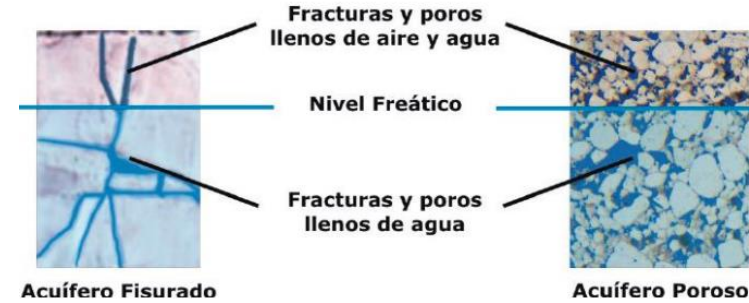 Fracturas y poros
llenos de aire y agua
Nivel Freático
Fracturas y poros
llenos de agua
Acuífero Fisurado
Acuífero Poroso